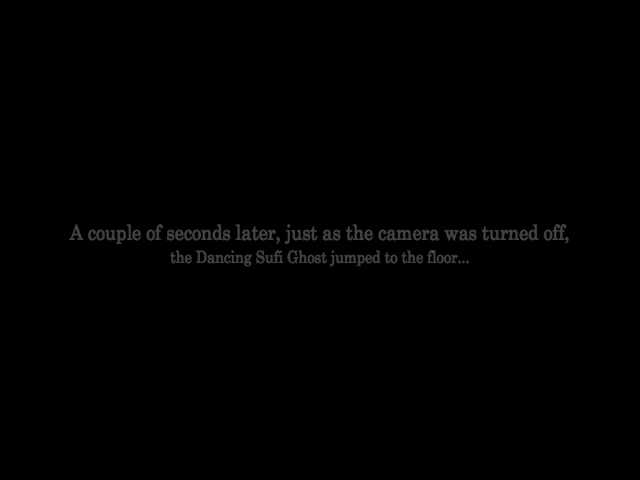 A couple of seconds later, just as the camera was turned off,
the Dancing Sufi Ghost jumped to the floor...